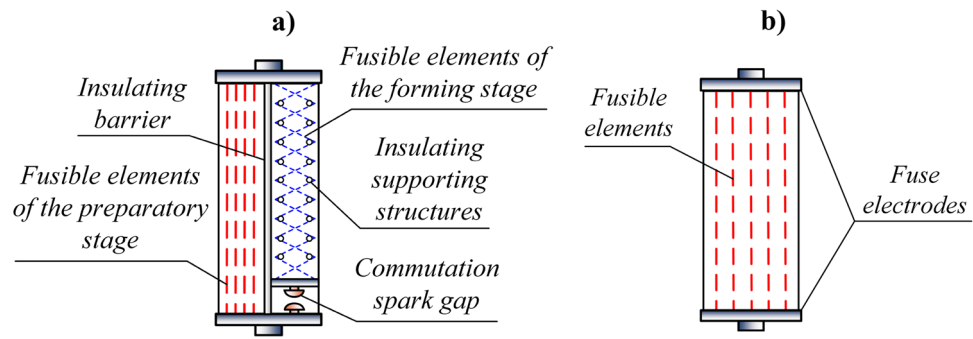 a)
Insulating
barrier
Fusible elements
of the preparatory
stage
Fusible elements of
the forming stage
Insulating
supporting
structures
Commutation
spark gap
b)
Fusible
elements
Fuse
electrodes